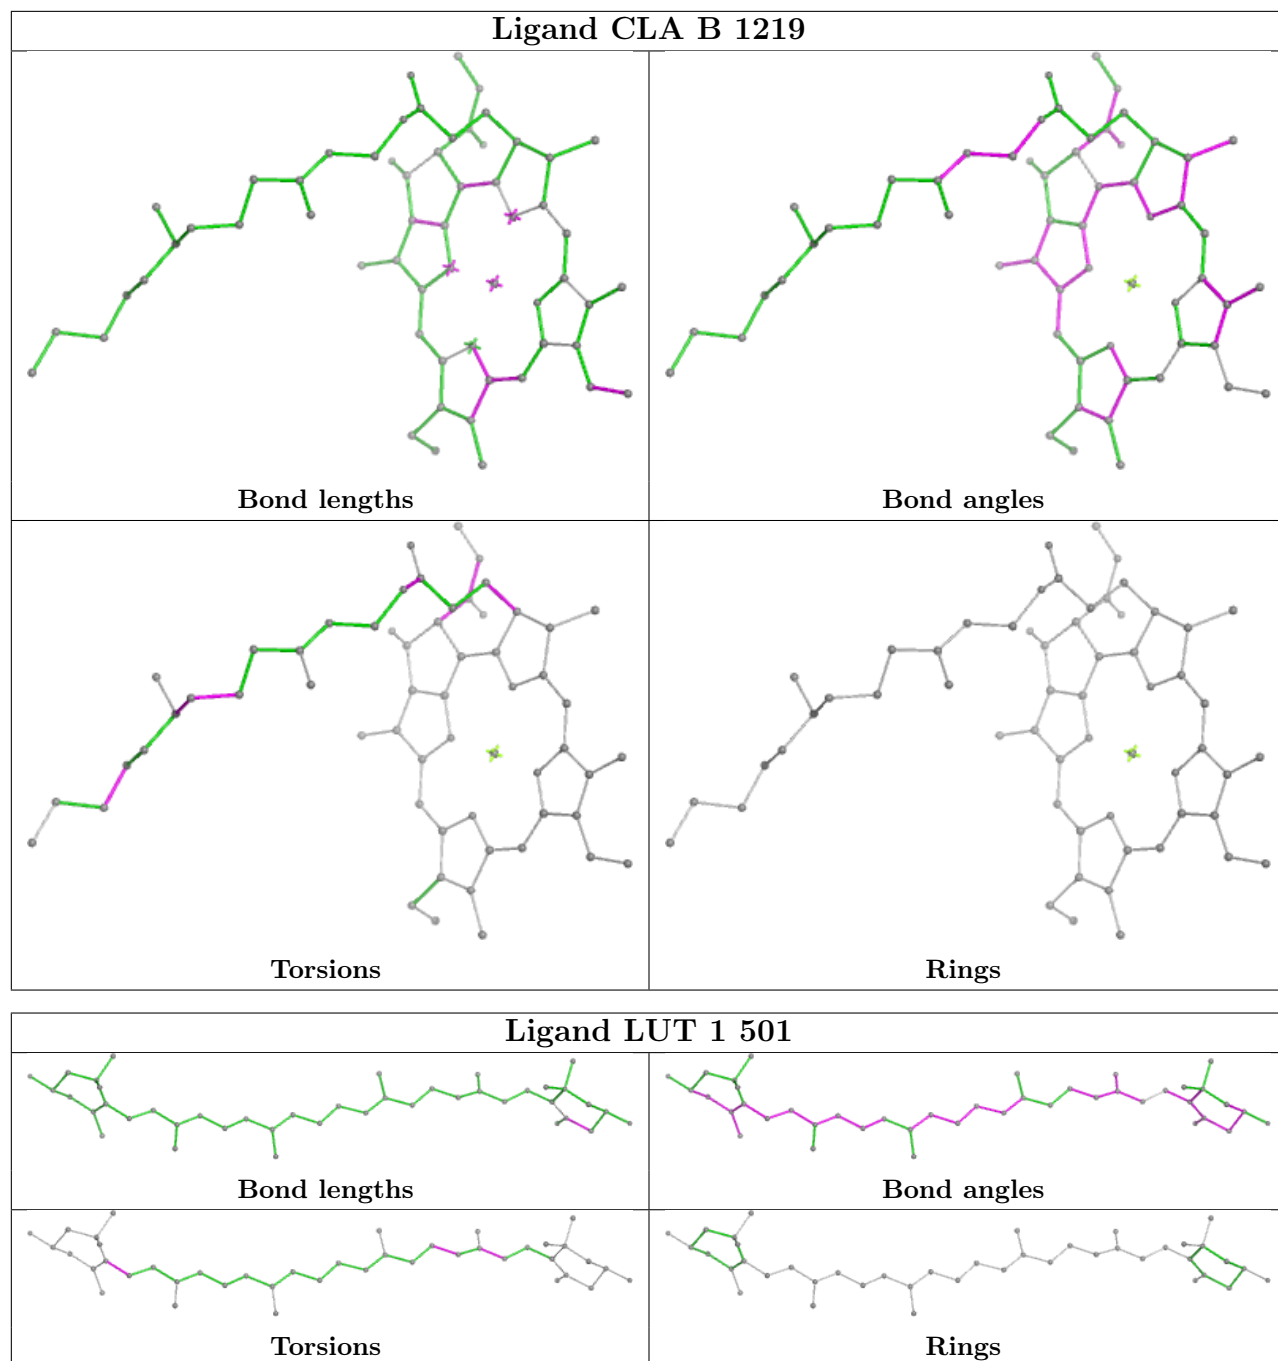 Ligand CLA B 1219
Bond lengths
Bond angles
Torsions
Rings
Ligand LUT 1 501
Bond lengths
Bond angles
Torsions
Rings